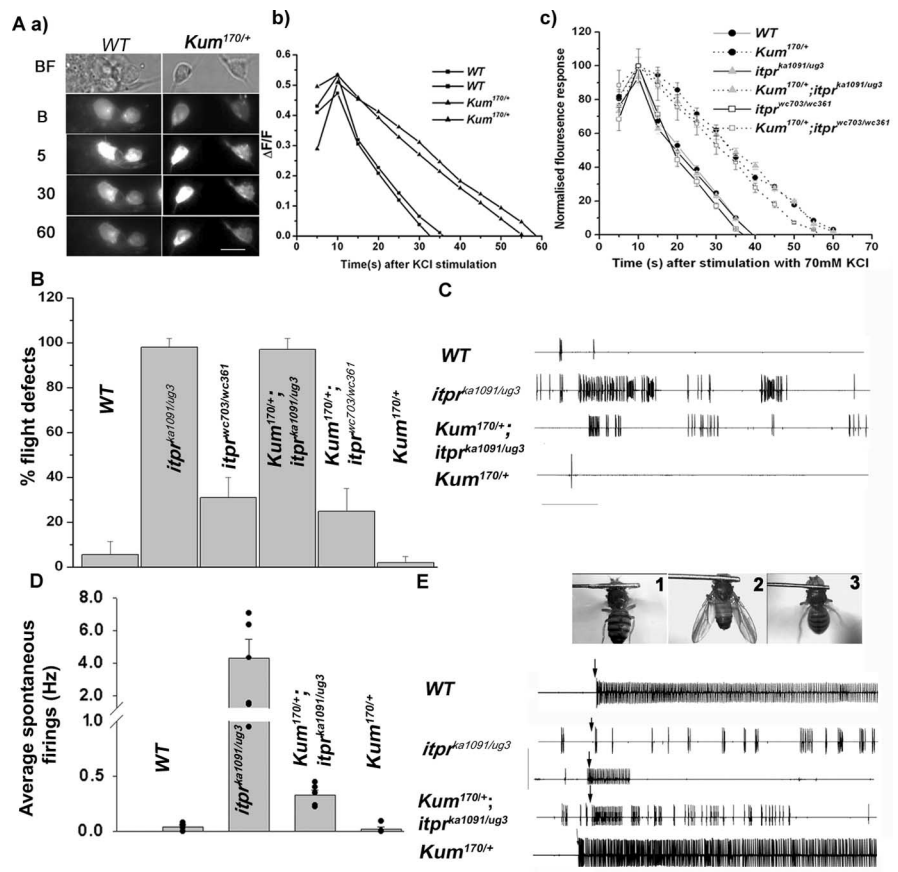 A a)
WT Kum170/+
BF
B
5
30
60
b)
ΔF/F
0.6
0.5
0.4
0.3
0.2
0.1
0.0
0 10 20 30 40 50 60
Time(s) after KCl stimulation
WT
WT
Kum170/+
Kum170/+
c)
Normalised flouresence response
120
100
80
60
40
20
0
0 10 20 30 40 50 60 70
Time (s) after stimulation with 70mM KCl
WT
Kum170/+
itprka1091/ug3
Kum170/+;itprka1091/ug3
itprwc703/wc361
Kum170/+;itprwc703/wc361
B
% flight defects
120
100
80
60
40
20
0
WT
itprka1091/ug3
itprwc703/wc361
Kum170/+;
itprka1091/ug3
Kum170/+;
itprwc703/wc361
Kum170/+
C
WT
itprka1091/ug3
Kum170/+;
itprka1091/ug3
Kum170/+
D
Average spontaneous
firings (Hz)
8.0
6.0
4.0
2.0
1.0
0.5
0.0
WT
itprka1091/ug3
Kum170/+;
itprka1091/ug3
Kum170/+
E
1 2 3
WT
itprka1091/ug3
Kum170/+;
itprka1091/ug3
Kum170/+